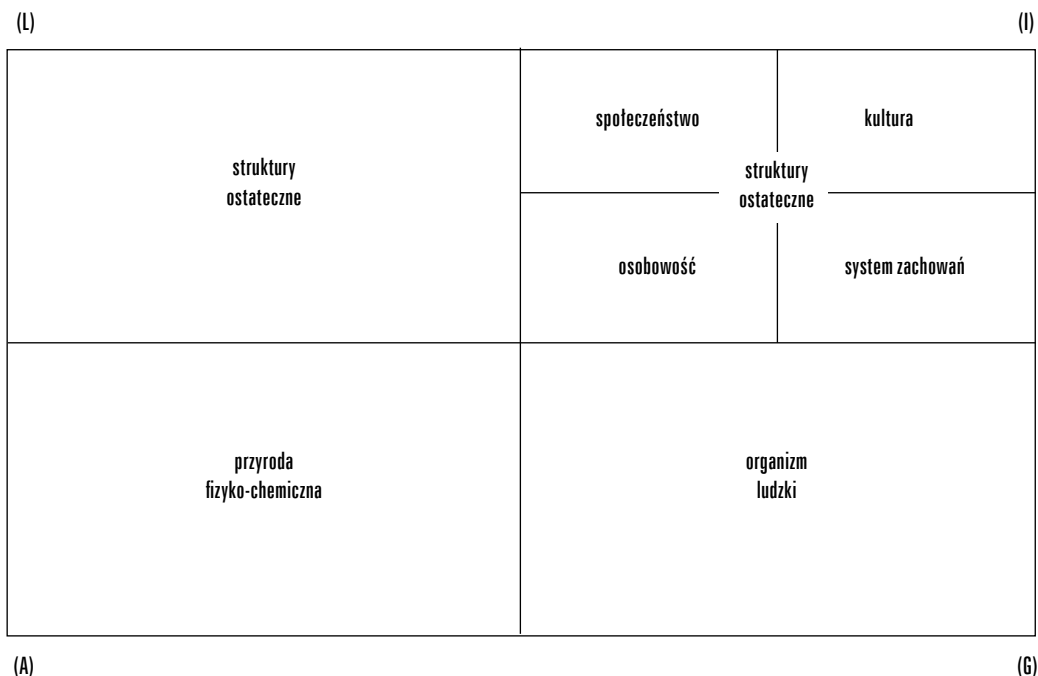 (L)
(I)
struktury
ostateczne
społeczeństwo
kultura
struktury
ostateczne
osobowość
system zachowań
przyroda
fizyko-chemiczna
organizm
ludzki
(A)
(G)